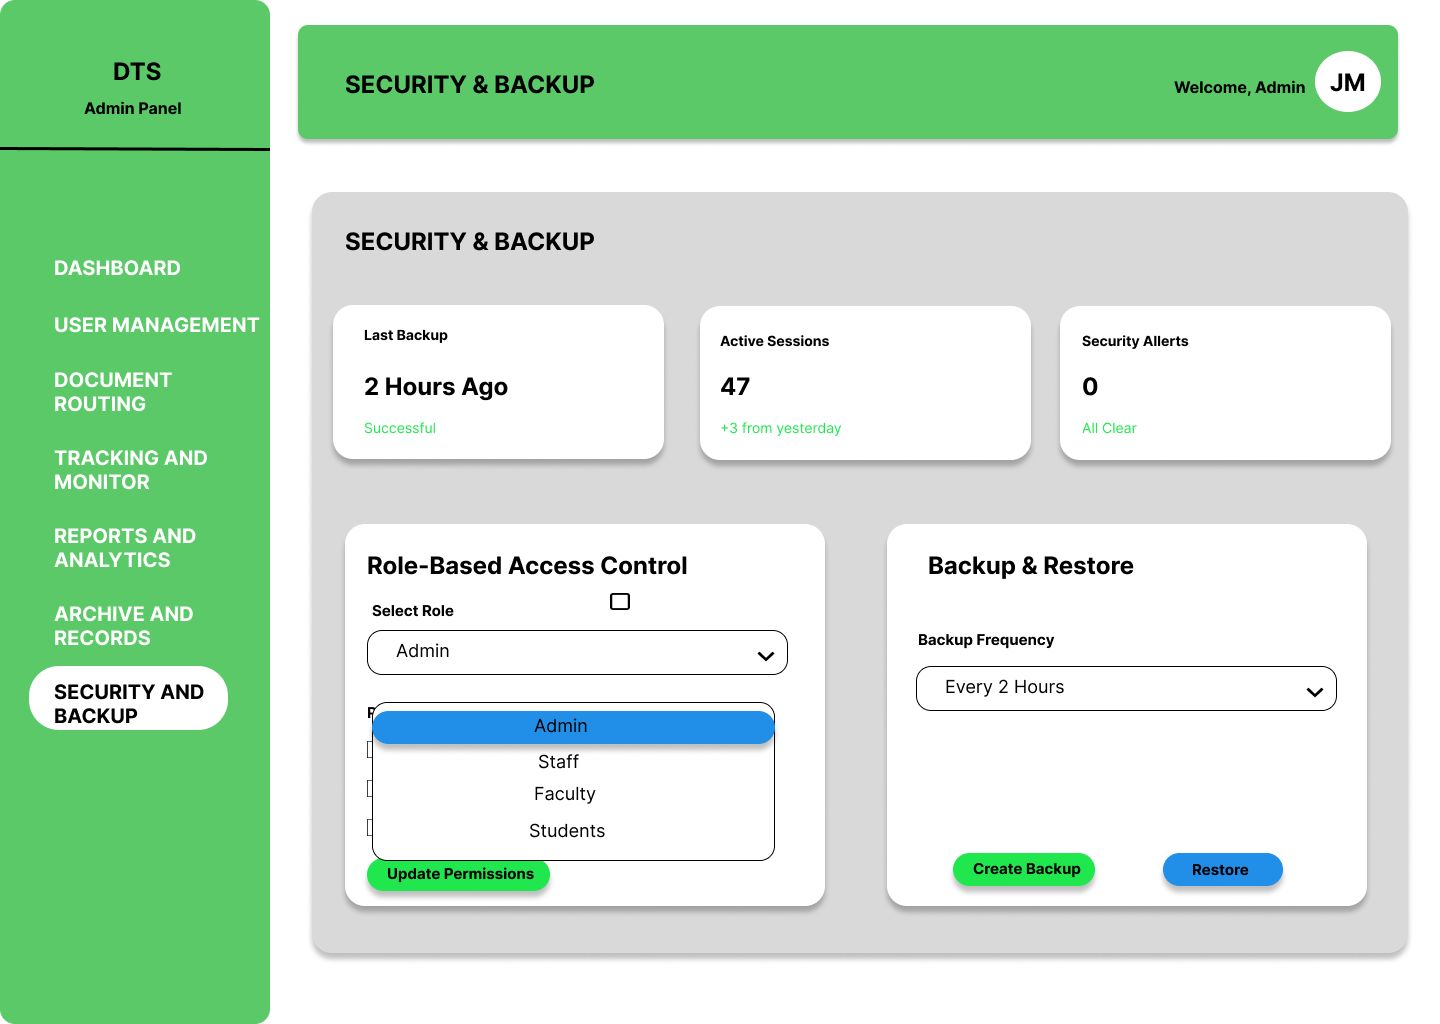 DTS
Admin Panel
DASHBOARD
USER MANAGEMENT
DOCUMENT
ROUTING
TRACKING AND
MONITOR
REPORTS AND
ANALYTICS
ARCHIVE AND
RECORDS
SECURITY AND
BACKUP
SECURITY & BACKUP
Welcome, Admin
JM
SECURITY & BACKUP
Last Backup
2 Hours Ago
Successful
Active Sessions
47
+3 from yesterday
Security Allerts
0
All Clear
Role-Based Access Control
Select Role
Admin
Admin
Staff
Faculty
Students
Update Permissions
Backup & Restore
Backup Frequency
Every 2 Hours
Create Backup
Restore